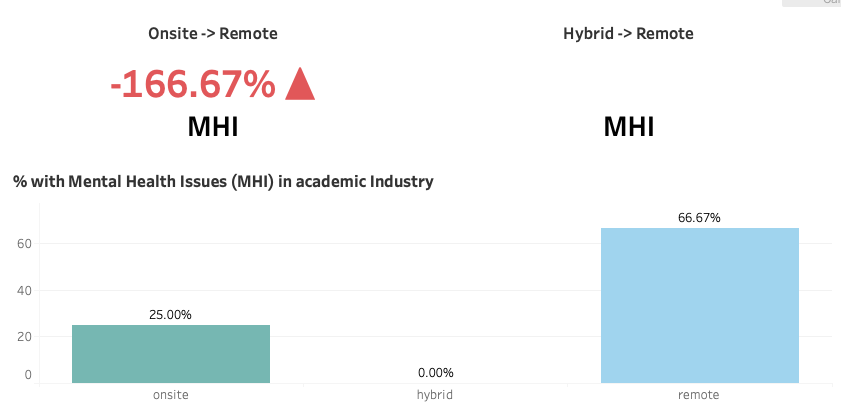 Onsite -> Remote
Hybrid -> Remote
-166.67% ▲
MHI
MHI
% with Mental Health Issues (MHI) in academic Industry
60
40
20
0
25.00%
0.00%
66.67%
onsite
hybrid
remote